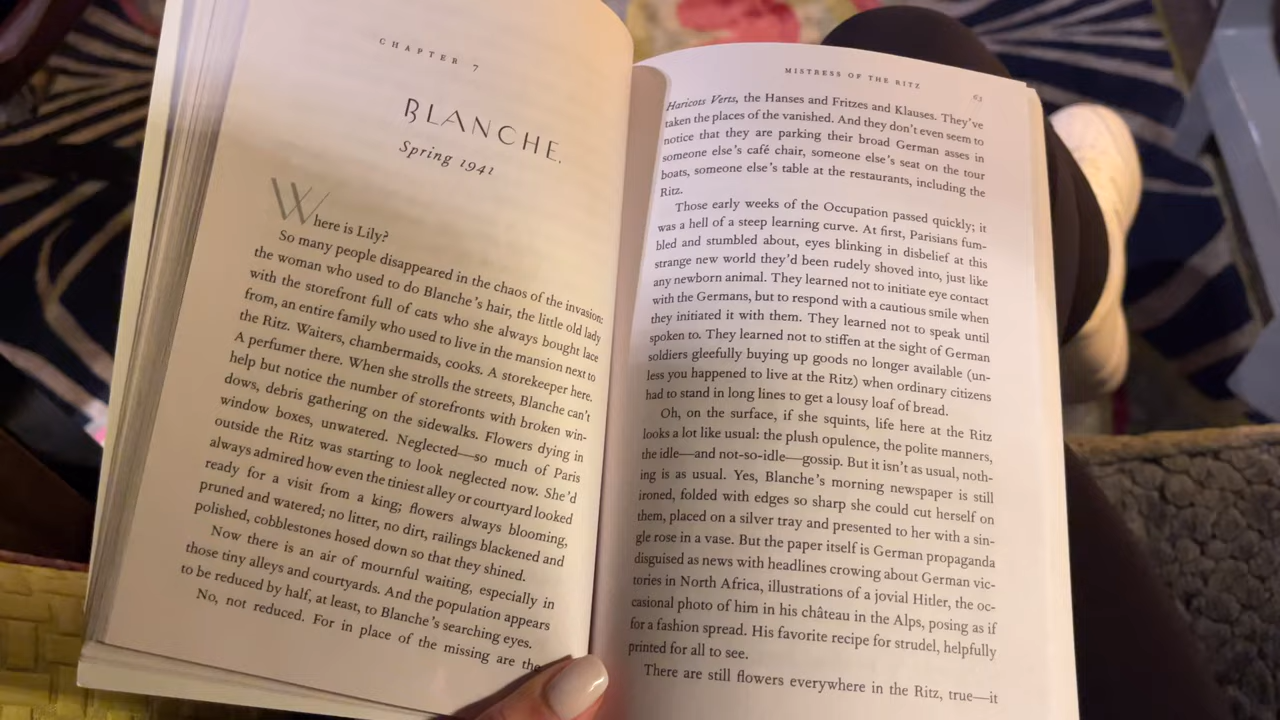 CHAPTER 7
BLANCHE.
Spring 1941
Where is Lily?
So many people disappeared in the chaos of the invasion:
the woman who used to do Blanche's hair, the little old lady
with the storefront full of cats who she always bought lace
from, an entire family who used to live in the mansion next to
the Ritz. Waiters, chambermaids, cooks. A storekeeper here.
A perfumer there. When she strolls the streets, Blanche can't
help but notice the number of storefronts with broken win-
dows, debris gathering on the sidewalks. Flowers dying in
window boxes, unwatered. Neglected—so much of Paris
outside the Ritz was starting to look neglected now. She'd
always admired how even the tiniest alley or courtyard looked
ready for a visit from a king; flowers always blooming,
pruned and watered; no litter, no dirt, railings blackened and
polished, cobblestones hosed down so that they shined.
Now there is an air of mournful waiting, especially in
those tiny alleys and courtyards. And the population appears
to be reduced by half, at least, to Blanche's searching eyes.
No, not reduced. For in place of the missing are the
MISTRESS OF THE RITZ 63
Haricots Verts, the Hanses and Fritzes and Klauses. They've
taken the places of the vanished. And they don't even seem to
notice that they are parking their broad German asses in
someone else's café chair, someone else's seat on the tour
boats, someone else's table at the restaurants, including the
Ritz.
Those early weeks of the Occupation passed quickly; it
was a hell of a steep learning curve. At first, Parisians fum-
bled and stumbled about, eyes blinking in disbelief at this
strange new world they'd been rudely shoved into, just like
any newborn animal. They learned not to initiate eye contact
with the Germans, but to respond with a cautious smile when
they initiated it with them. They learned not to speak until
spoken to. They learned not to stiffen at the sight of German
soldiers gleefully buying up goods no longer available (un-
less you happened to live at the Ritz) when ordinary citizens
had to stand in long lines to get a lousy loaf of bread.
Oh, on the surface, if she squints, life here at the Ritz
looks a lot like usual: the plush opulence, the polite manners,
the idle—and not-so-idle—gossip. But it isn't as usual, noth-
ing is as usual. Yes, Blanche's morning newspaper is still
ironed, folded with edges so sharp she could cut herself on
them, placed on a silver tray and presented to her with a sin-
gle rose in a vase. But the paper itself is German propaganda
disguised as news with headlines crowing about German vic-
tories in North Africa, illustrations of a jovial Hitler, the oc-
casional photo of him in his château in the Alps, posing as if
for a fashion spread. His favorite recipe for strudel, helpfully
printed for all to see.
There are still flowers everywhere in the Ritz, true—it